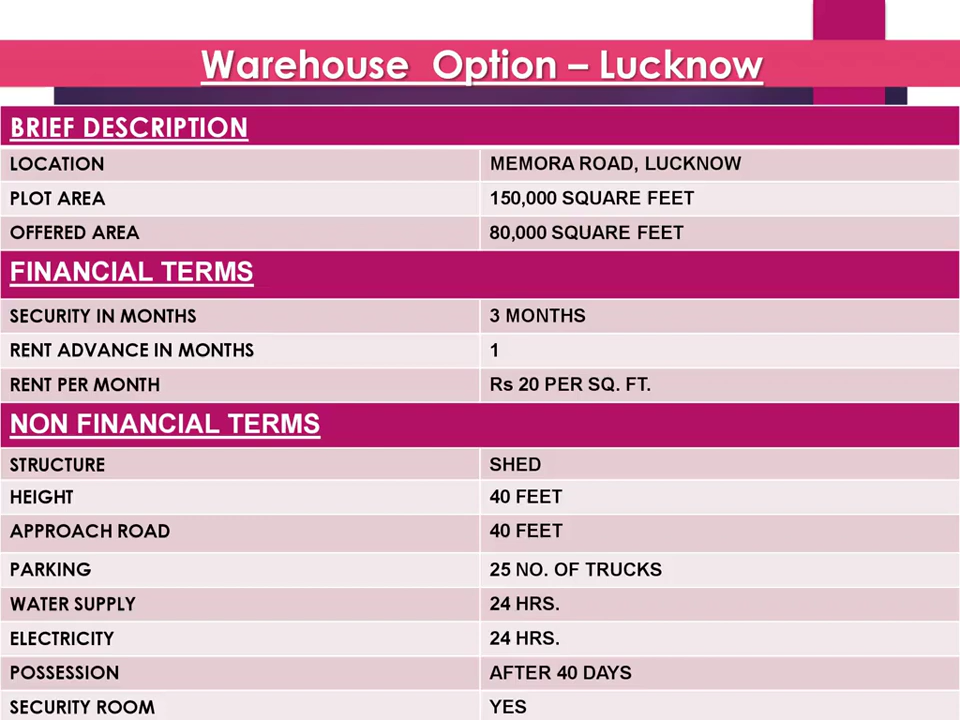 Warehouse Option – Lucknow
BRIEF DESCRIPTION
LOCATION MEMORA ROAD, LUCKNOW
PLOT AREA 150,000 SQUARE FEET
OFFERED AREA 80,000 SQUARE FEET
FINANCIAL TERMS
SECURITY IN MONTHS 3 MONTHS
RENT ADVANCE IN MONTHS 1
RENT PER MONTH Rs 20 PER SQ. FT.
NON FINANCIAL TERMS
STRUCTURE SHED
HEIGHT 40 FEET
APPROACH ROAD 40 FEET
PARKING 25 NO. OF TRUCKS
WATER SUPPLY 24 HRS.
ELECTRICITY 24 HRS.
POSSESSION AFTER 40 DAYS
SECURITY ROOM YES